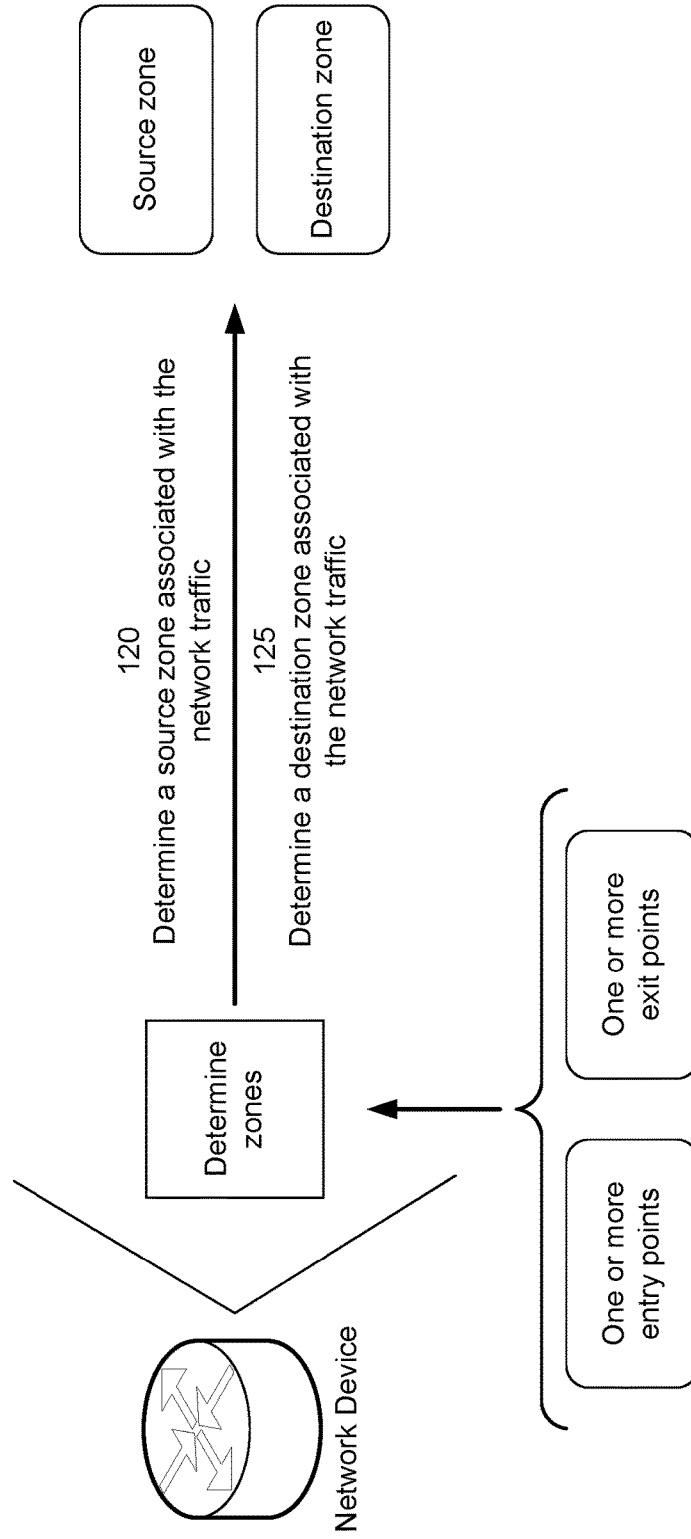 Network Device
Determine
zones
120
Determine a source zone associated with the
network traffic
125
Determine a destination zone associated with
the network traffic
Source zone
Destination zone
One or more
entry points
One or more
exit points